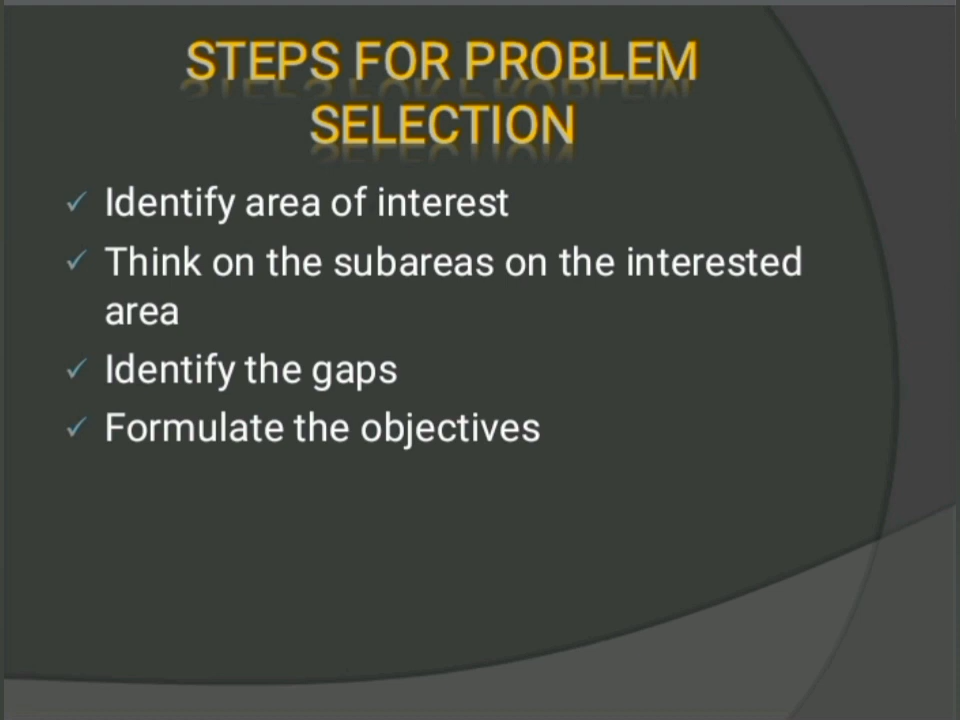 STEPS FOR PROBLEM
SELECTION
✓ Identify area of interest
✓ Think on the subareas on the interested
area
✓ Identify the gaps
✓ Formulate the objectives